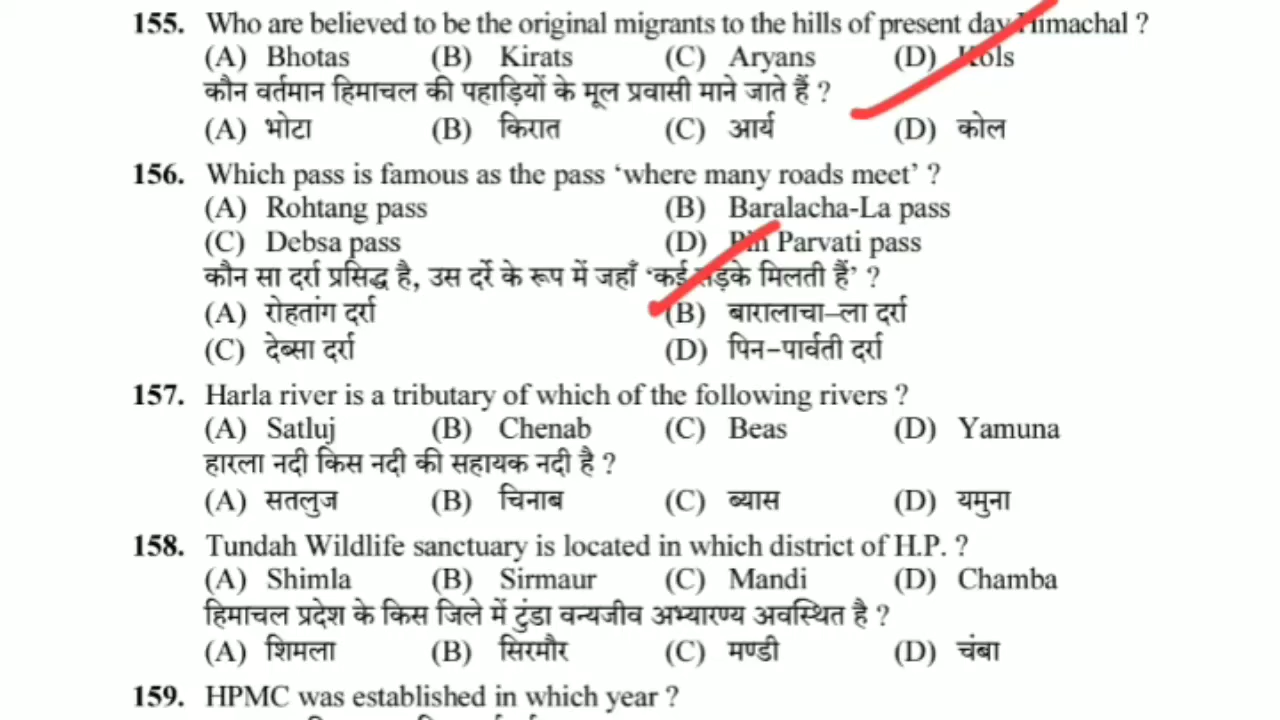 155. Who are believed to be the original migrants to the hills of present day Himachal ?
(A) Bhotas (B) Kirats (C) Aryans (D) Kols
कौन वर्तमान हिमाचल की पहाड़ियों के मूल प्रवासी माने जाते हैं ?
(A) भोटा (B) किरात (C) आर्य (D) कोल
156. Which pass is famous as the pass ‘where many roads meet’ ?
(A) Rohtang pass (B) Baralacha-La pass
(C) Debsa pass (D) Pin Parvati pass
कौन सा दर्रा प्रसिद्ध है, उस दर्रे के रूप में जहाँ ‘कई सड़के मिलती हैं’ ?
(A) रोहतांग दर्रा (B) बारालाचा–ला दर्रा
(C) देब्सा दर्रा (D) पिन-पार्वती दर्रा
157. Harla river is a tributary of which of the following rivers ?
(A) Satluj (B) Chenab (C) Beas (D) Yamuna
हारला नदी किस नदी की सहायक नदी है ?
(A) सतलुज (B) चिनाब (C) ब्यास (D) यमुना
158. Tundah Wildlife sanctuary is located in which district of H.P. ?
(A) Shimla (B) Sirmaur (C) Mandi (D) Chamba
हिमाचल प्रदेश के किस जिले में टुंडा वन्यजीव अभ्यारण्य अवस्थित है ?
(A) शिमला (B) सिरमौर (C) मण्डी (D) चंबा
159. HPMC was established in which year ?